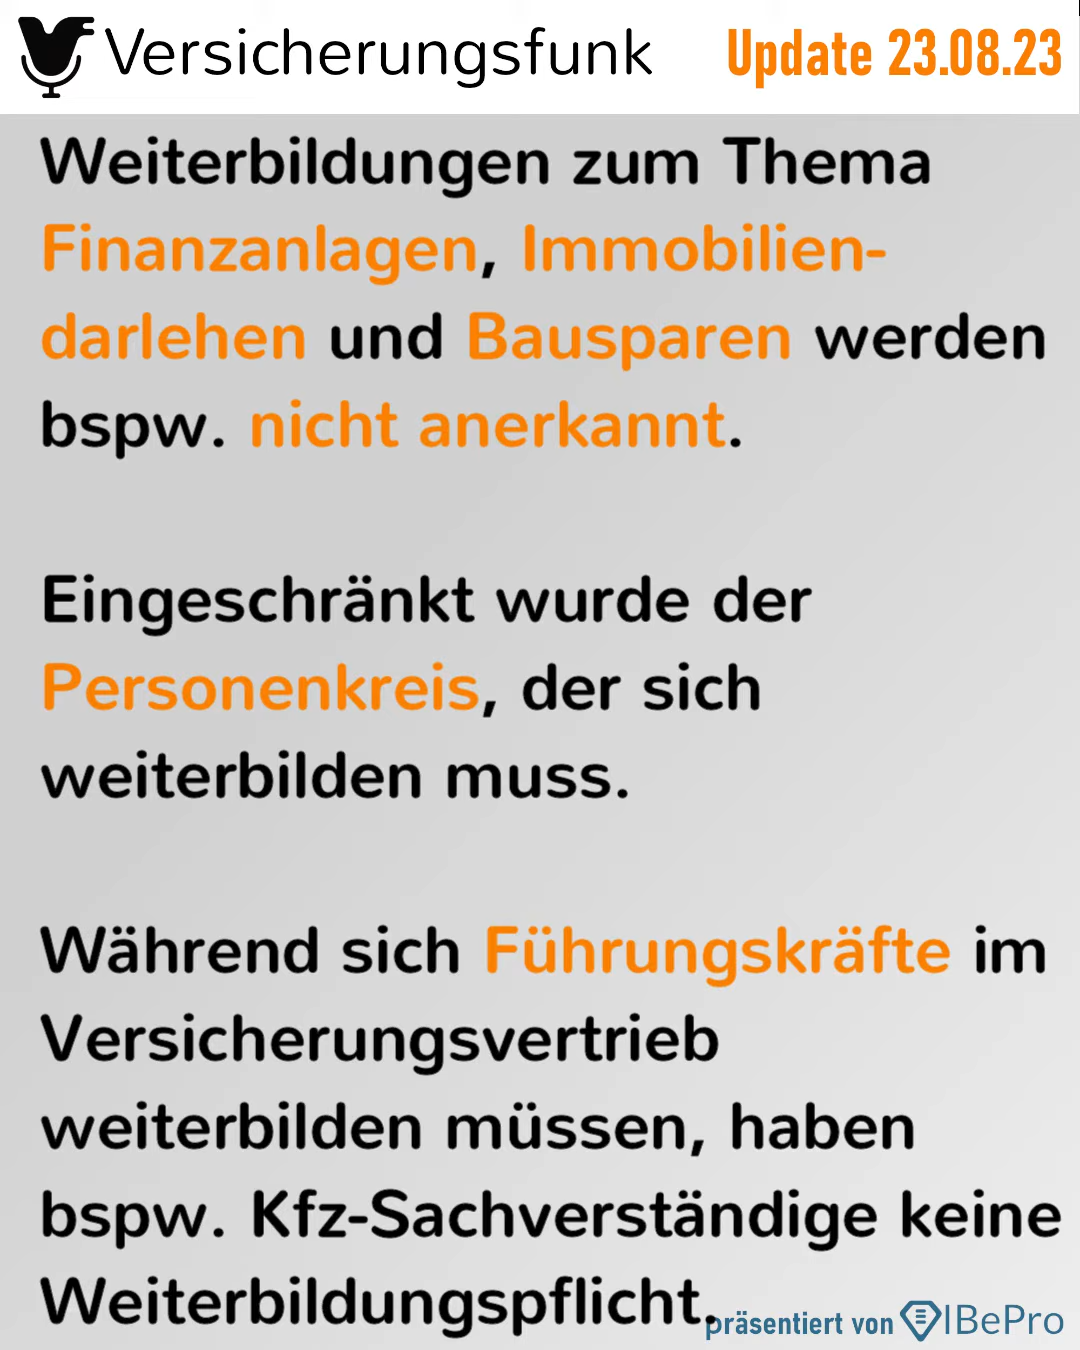 Versicherungsfunk
Update 23.08.23
Weiterbildungen zum Thema
Finanzanlagen, Immobilien-
darlehen und Bausparen werden
bspw. nicht anerkannt.
Eingeschränkt wurde der
Personenkreis, der sich
weiterbilden muss.
Während sich Führungskräfte im
Versicherungsvertrieb
weiterbilden müssen, haben
bspw. Kfz-Sachverständige keine
Weiterbildungspflicht.
präsentiert von IBePro